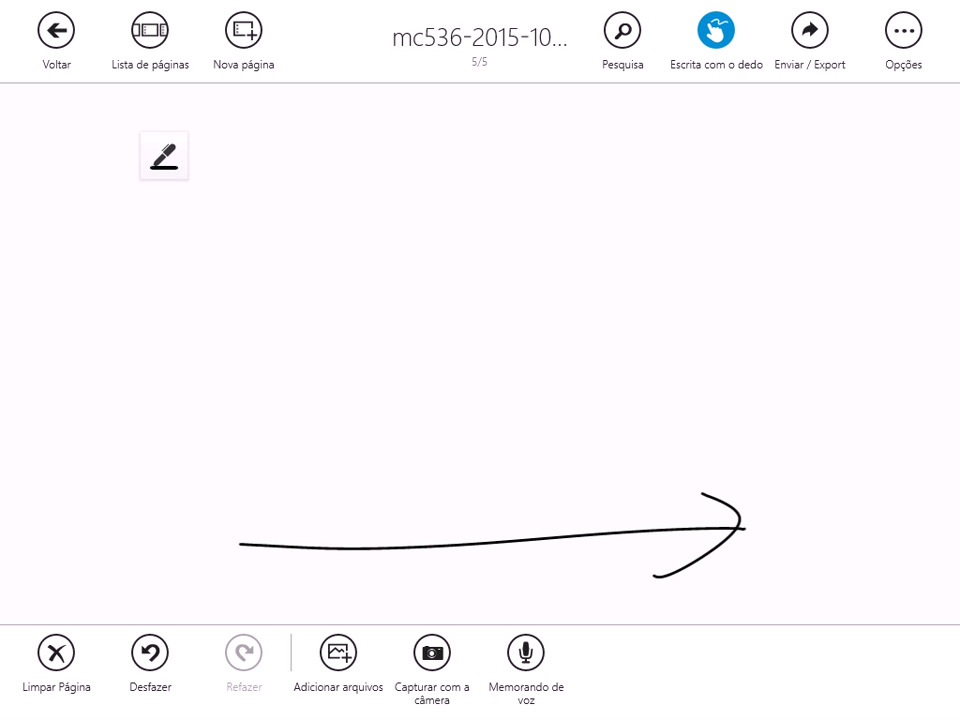 Voltar
Lista de páginas
Nova página
mc536-2015-10...
5/5
Pesquisa
Escrita com o dedo
Enviar / Export
Opções
Limpar Página
Desfazer
Refazer
Adicionar arquivos
Capturar com a
câmera
Memorando de
voz